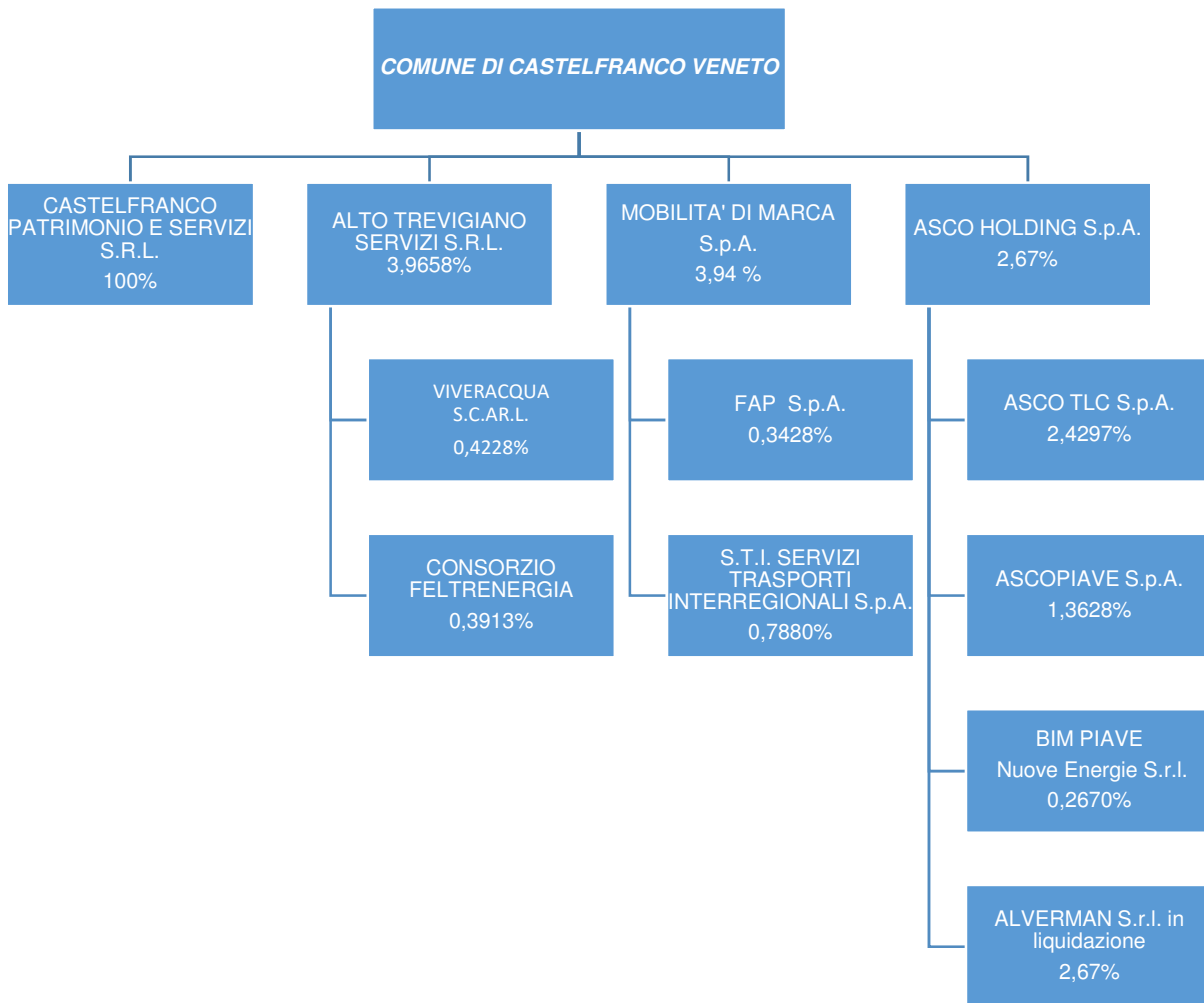 COMUNE DI CASTELFRANCO VENETO
CASTELFRANCO
PATRIMONIO E SERVIZI
S.R.L.
100%
ALTO TREVIGIANO
SERVIZI S.R.L.
3,9658%
MOBILITA' DI MARCA
S.p.A.
3,94 %
ASCO HOLDING S.p.A.
2,67%
VIVERACQUA
S.C.AR.L.
0,4228%
CONSORZIO
FELTRENERGIA
0,3913%
FAP S.p.A.
0,3428%
S.T.I. SERVIZI
TRASPORTI
INTERREGIONALI S.p.A.
0,7880%
ASCO TLC S.p.A.
2,4297%
ASCOPIAVE S.p.A.
1,3628%
BIM PIAVE
Nuove Energie S.r.l.
0,2670%
ALVERMAN S.r.l. in
liquidazione
2,67%